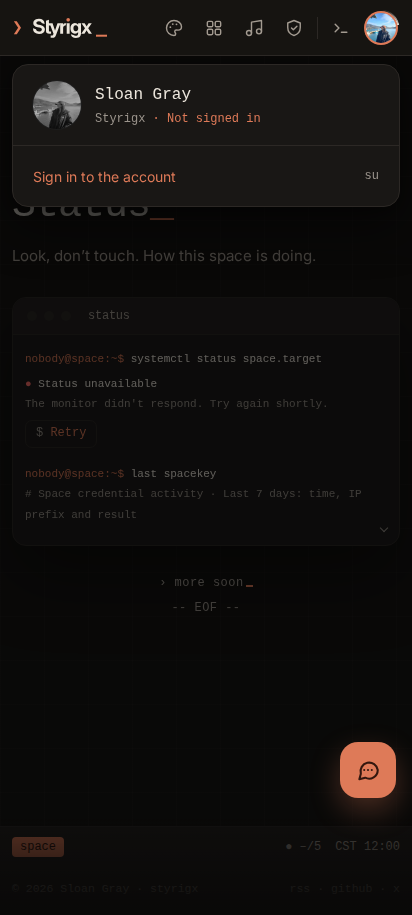 ❯ Styrigx_
Sloan Gray
Styrigx · Not signed in
Sign in to the account su
Status_
Look, don’t touch. How this space is doing.
status
nobody@space:~$ systemctl status space.target
● Status unavailable
The monitor didn't respond. Try again shortly.
$ Retry
nobody@space:~$ last spacekey
# Space credential activity · Last 7 days: time, IP
prefix and result
› more soon_
-- EOF --
space ● –/5 CST 12:00
© 2026 Sloan Gray · styrigx rss · github · x